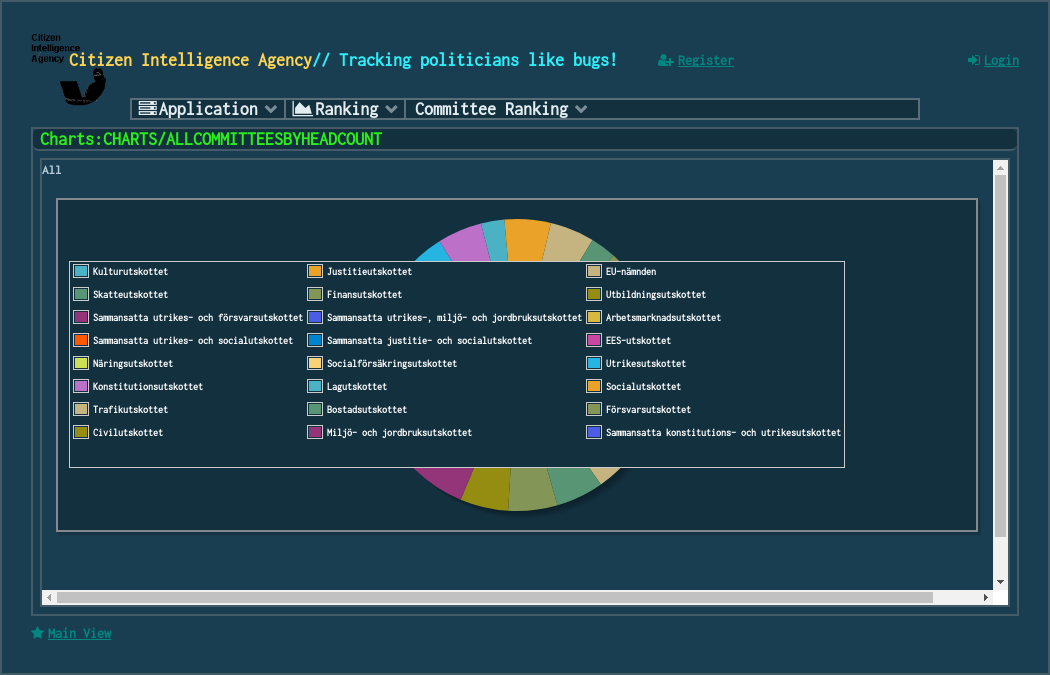 Citizen
Intelligence
Agency
Citizen Intelligence Agency// Tracking politicians like bugs!
Register
Login
Application
Ranking
Committee Ranking
Charts:CHARTS/ALLCOMMITTEESBYHEADCOUNT
All
Kulturutskottet Justitieutskottet EU-nämnden
Skatteutskottet Finansutskottet Utbildningsutskottet
Sammansatta utrikes- och försvarsutskottet Sammansatta utrikes-, miljö- och jordbruksutskottet Arbetsmarknadsutskottet
Sammansatta utrikes- och socialutskottet Sammansatta justitie- och socialutskottet EES-utskottet
Näringsutskottet Socialförsäkringsutskottet Utrikesutskottet
Konstitutionsutskottet Lagutskottet Socialutskottet
Trafikutskottet Bostadsutskottet Försvarsutskottet
Civilutskottet Miljö- och jordbruksutskottet Sammansatta konstitutions- och utrikesutskottet
Main View